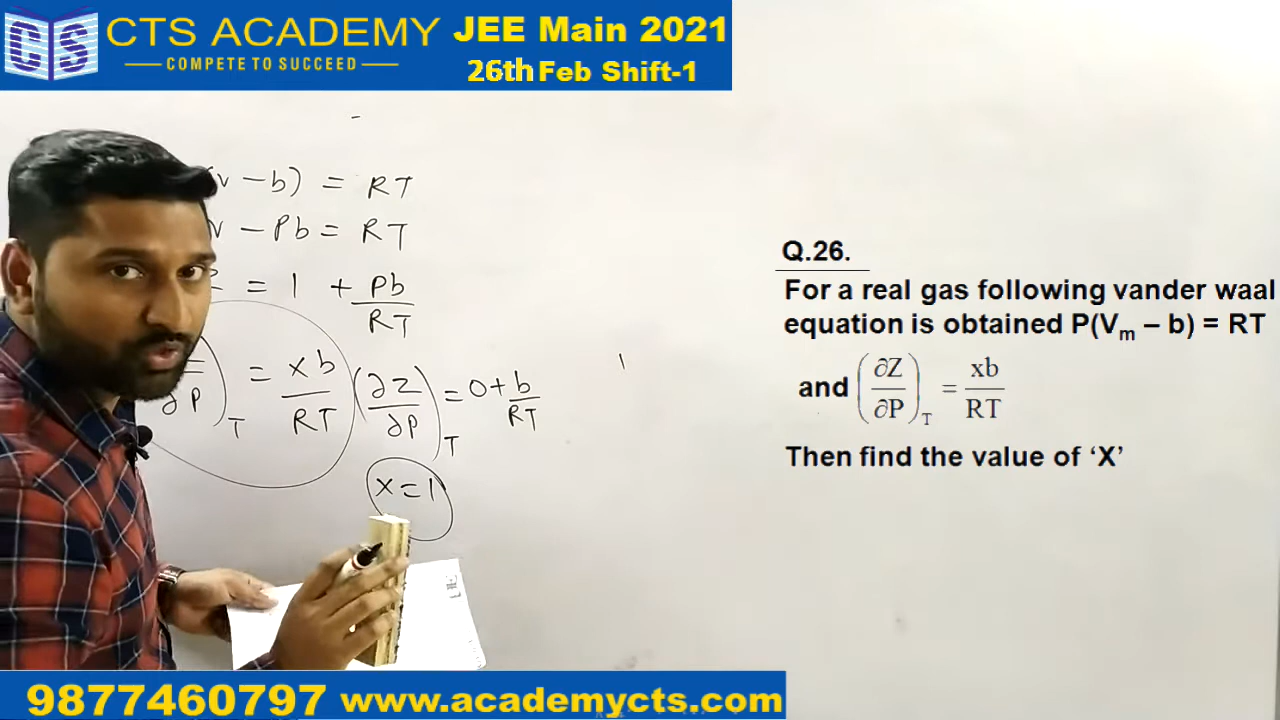 CTS ACADEMY
COMPETE TO SUCCEED
JEE Main 2021
26th Feb Shift-1
(v - b) = RT
v - Pb = RT
= 1 + Pb/RT
∂P)T = xb/RT (∂Z/∂P)T = 0 + b/RT
x = 1
Q.26.
For a real gas following vander waal
equation is obtained P(Vm – b) = RT
and (∂Z/∂P)T = xb/RT
Then find the value of ‘X’
9877460797 www.academycts.com